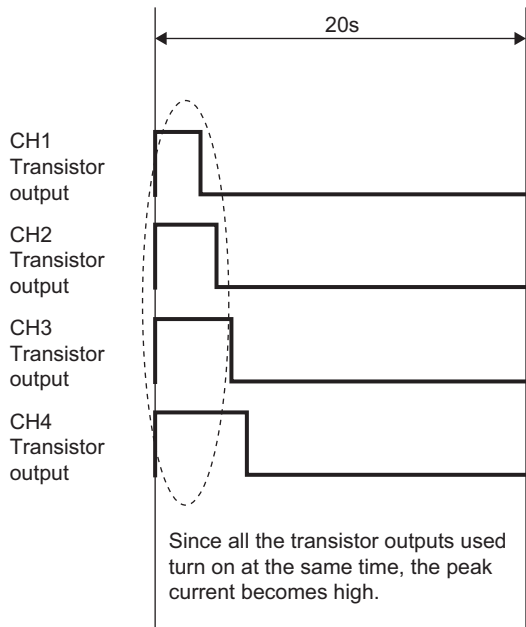 20s
CH1
Transistor
output
CH2
Transistor
output
CH3
Transistor
output
CH4
Transistor
output
Since all the transistor outputs used
turn on at the same time, the peak
current becomes high.